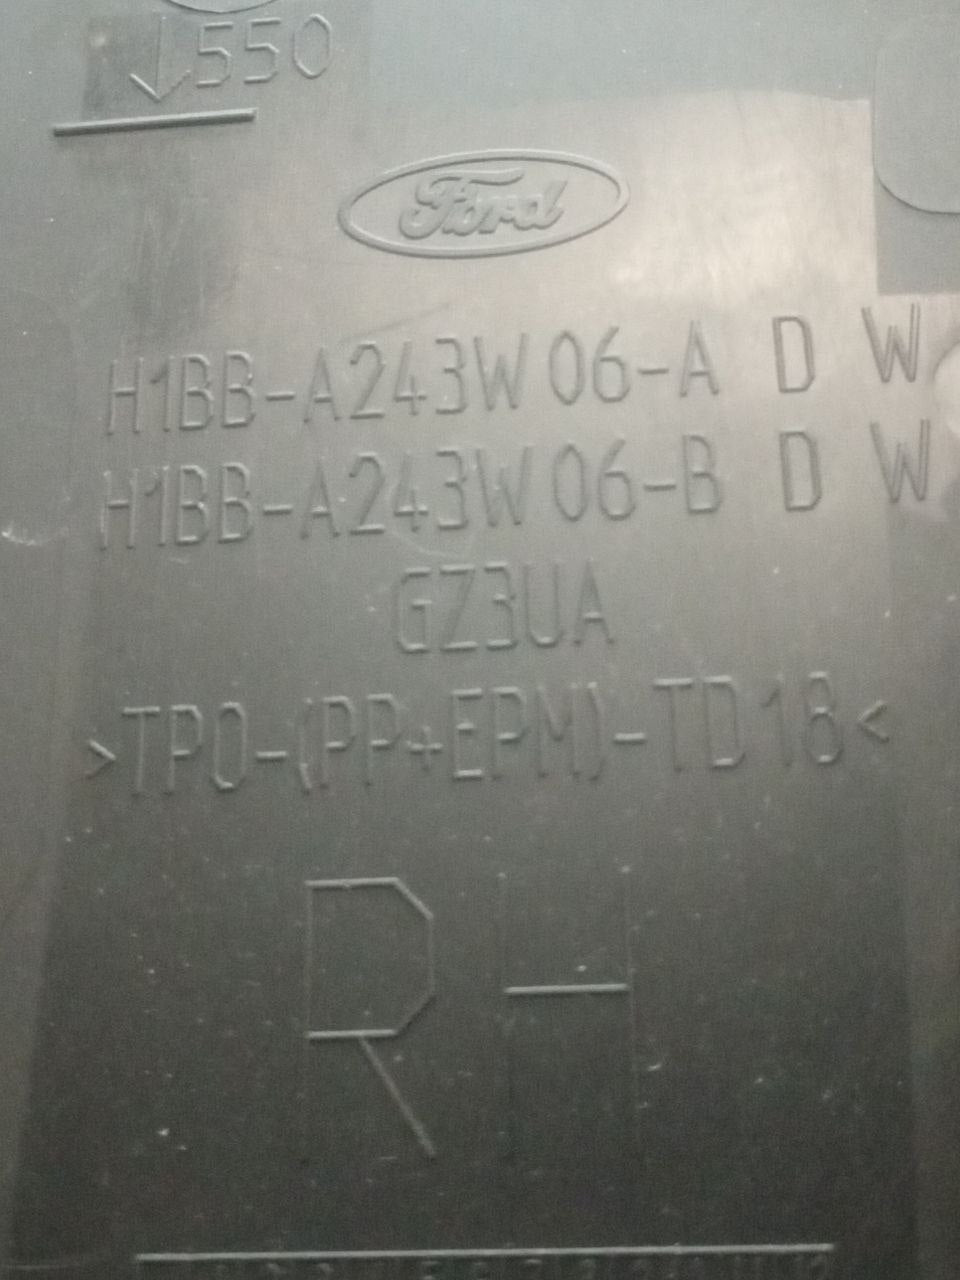 ↓550
Ford
H1BB-A243W06-A D W
H1BB-A243W06-B D W
GZ3UA
>TPO-(PP+EPM)-TD18<
RH